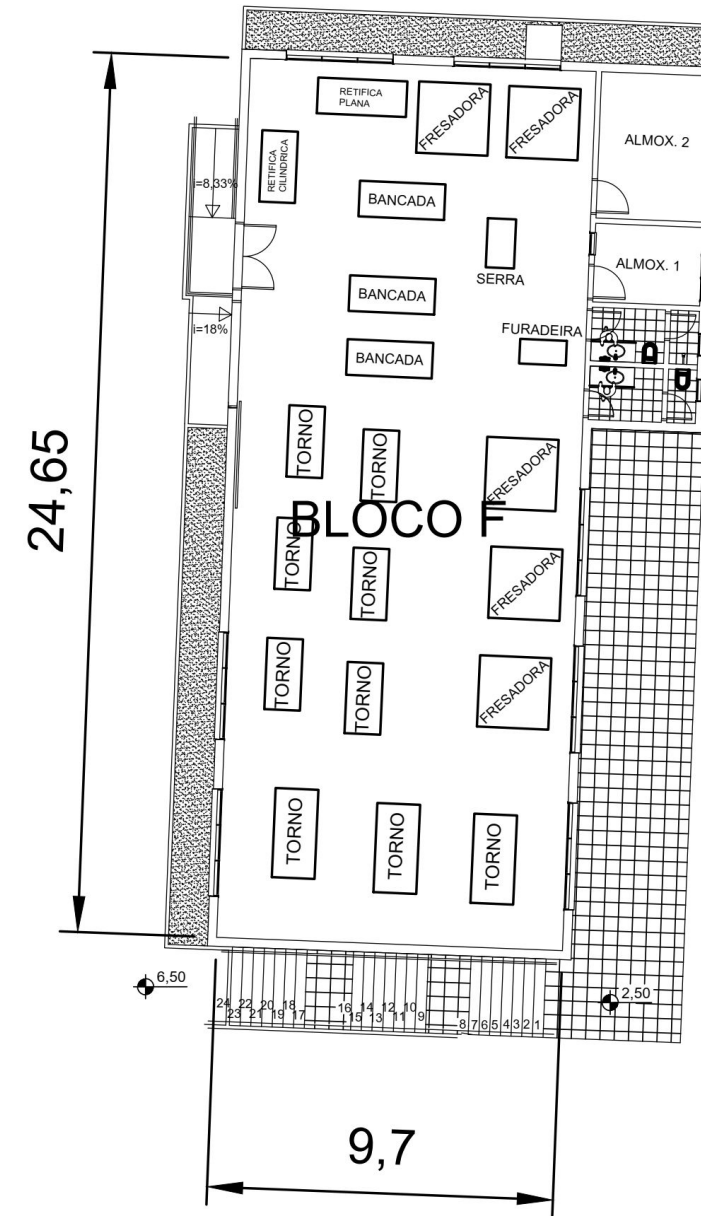 RETIFICA
PLANA
FRESADORA
FRESADORA
ALMOX. 2
RETIFICA
CILINDRICA
i=8,33%
BANCADA
SERRA
ALMOX. 1
BANCADA
i=18%
FURADEIRA
BANCADA
TORNO
TORNO
FRESADORA
24,65
BLOCO F
TORNO
TORNO
FRESADORA
TORNO
TORNO
FRESADORA
TORNO
TORNO
TORNO
6,50
2,50
24 22 20 18 16 14 12 10 8 7 6 5 4 3 2 1
23 21 19 17 15 13 11 9
9,7